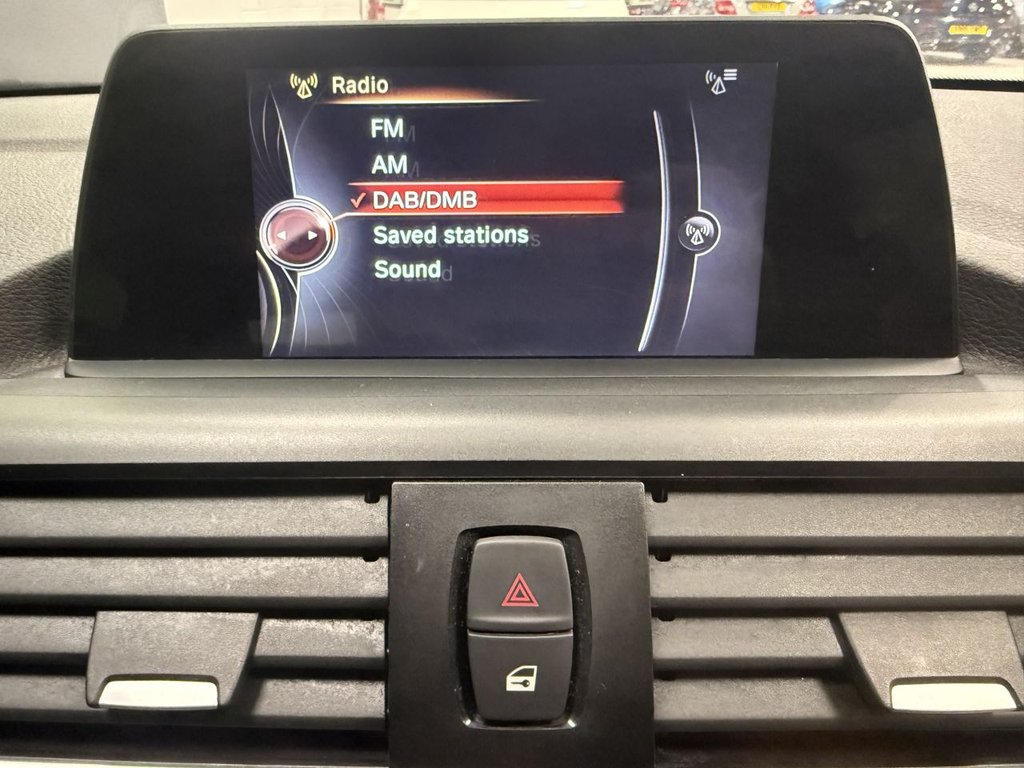 Radio
FM
AM
DAB/DMB
Saved stations
Sound